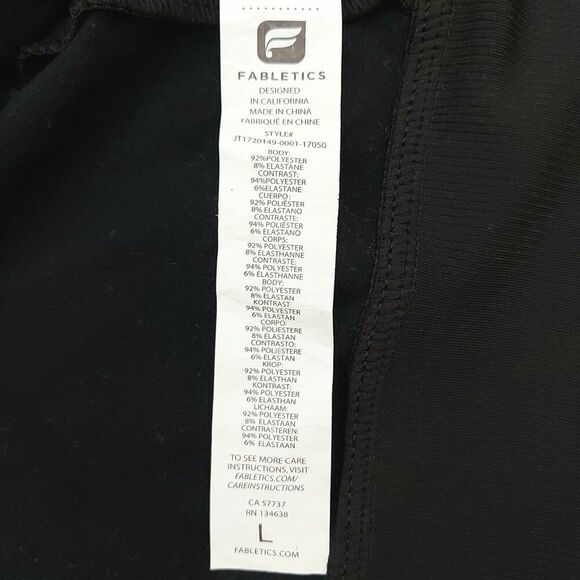 FABLETICS
DESIGNED
IN CALIFORNIA
MADE IN CHINA
FABRIQUÉ EN CHINE
STYLE#
JT1720149-0001-17050
BODY:
92%POLYESTER
8% ELASTANE
CONTRAST:
94%POLYESTER
6%ELASTANE
CUERPO:
92% POLIÉSTER
8% ELASTANO
CONTRASTE:
94% POLIÉSTER
6% ELASTANO
CORPS:
92% POLYESTER
8% ELASTHANNE
CONTRASTE:
94% POLYESTER
6% ELASTHANNE
BODY:
92% POLYESTER
8% ELASTAN
KONTRAST:
94% POLYESTER
6% ELASTAN
CORPO:
92% POLIESTERE
8% ELASTAN
CONTRASTO:
94% POLIESTERE
6% ELASTAN
KROP:
92% POLYESTER
8% ELASTHAN
KONTRAST:
94% POLYESTER
6% ELASTHAN
LICHAAM:
92% POLYESTER
8% ELASTAAN
CONTRASTEREN:
94% POLYESTER
6% ELASTAAN
TO SEE MORE CARE
INSTRUCTIONS, VISIT
FABLETICS.COM/
CAREINSTRUCTIONS
CA 57737
RN 134638
L
FABLETICS.COM